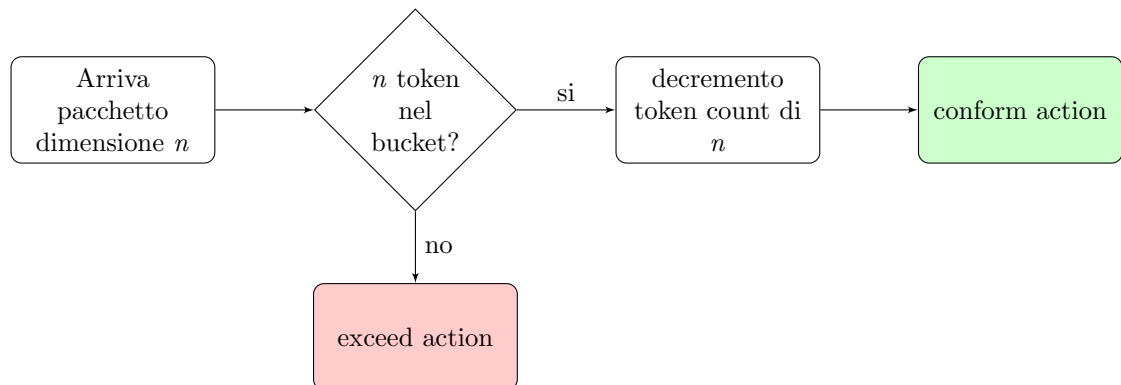 Arriva
pacchetto
dimensione n
n token
nel
bucket?
si
decremento
token count di
n
conform action
no
exceed action